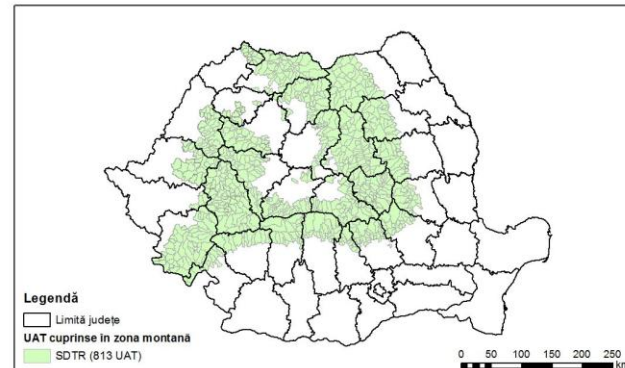 Legendă
Limită județe
UAT cuprinse în zona montană
SDTR (813 UAT)
0 50 100 150 200 250
km